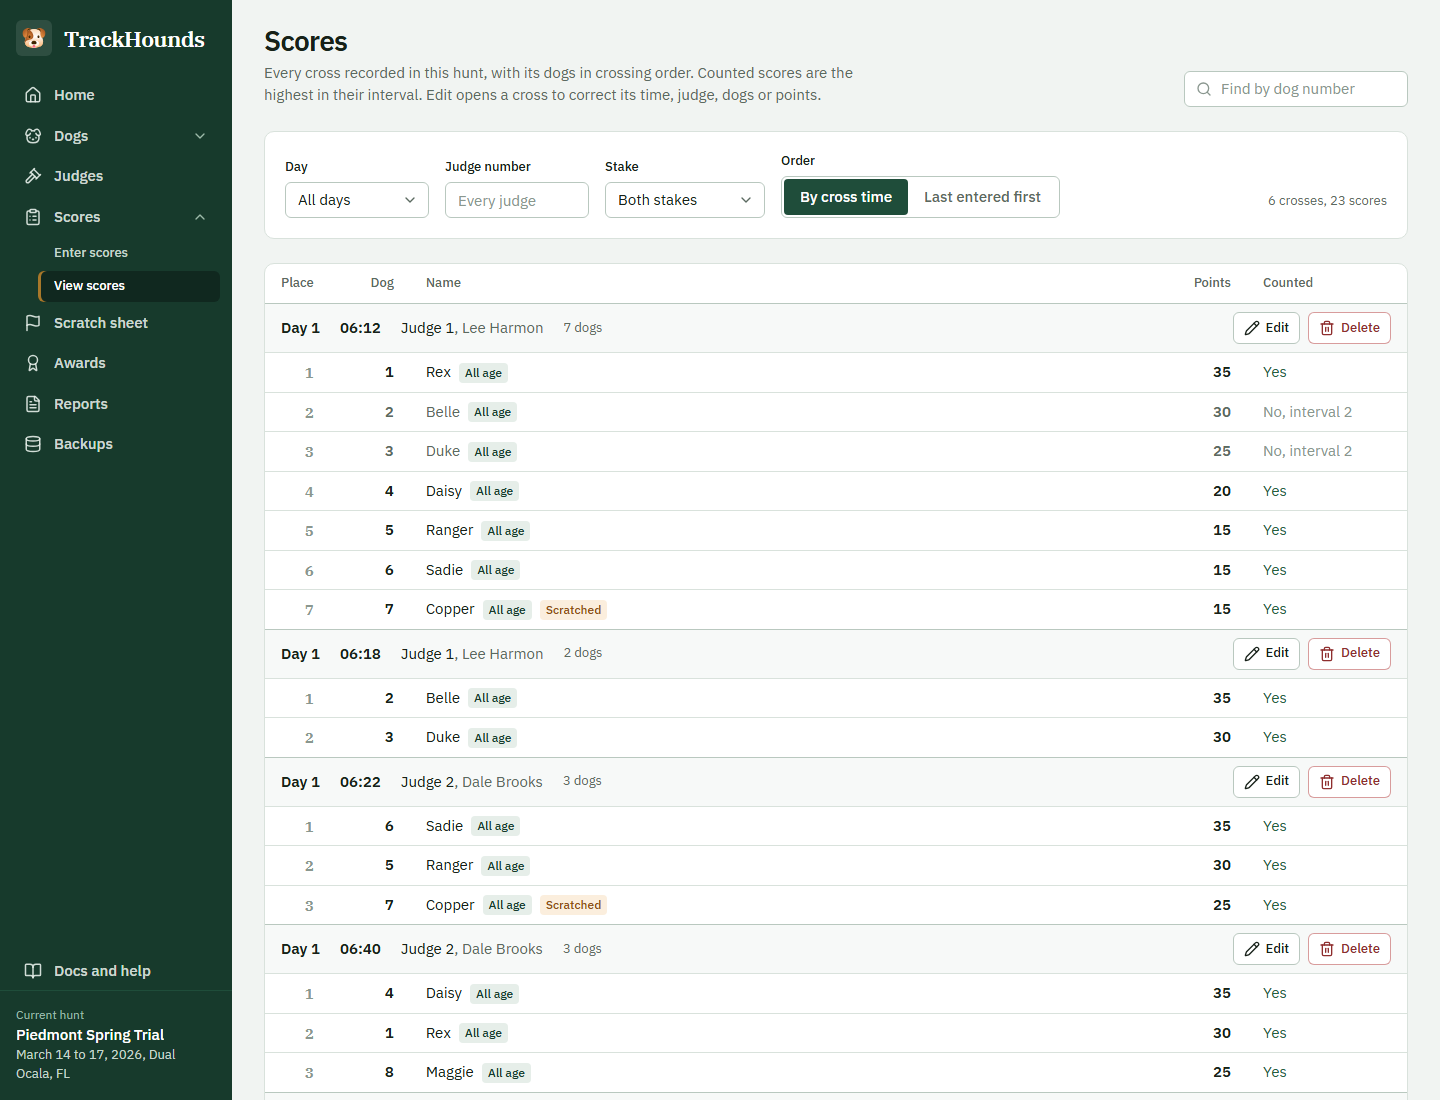 TrackHounds
Home
Dogs
Judges
Scores
Enter scores
View scores
Scratch sheet
Awards
Reports
Backups
Docs and help
Current hunt
Piedmont Spring Trial
March 14 to 17, 2026, Dual
Ocala, FL
Scores
Every cross recorded in this hunt, with its dogs in crossing order. Counted scores are the
highest in their interval. Edit opens a cross to correct its time, judge, dogs or points.
Find by dog number
Day Judge number Stake Order
All days Every judge Both stakes By cross time Last entered first 6 crosses, 23 scores
Place Dog Name Points Counted
Day 1 06:12 Judge 1, Lee Harmon 7 dogs Edit Delete
1 1 Rex All age 35 Yes
2 2 Belle All age 30 No, interval 2
3 3 Duke All age 25 No, interval 2
4 4 Daisy All age 20 Yes
5 5 Ranger All age 15 Yes
6 6 Sadie All age 15 Yes
7 7 Copper All age Scratched 15 Yes
Day 1 06:18 Judge 1, Lee Harmon 2 dogs Edit Delete
1 2 Belle All age 35 Yes
2 3 Duke All age 30 Yes
Day 1 06:22 Judge 2, Dale Brooks 3 dogs Edit Delete
1 6 Sadie All age 35 Yes
2 5 Ranger All age 30 Yes
3 7 Copper All age Scratched 25 Yes
Day 1 06:40 Judge 2, Dale Brooks 3 dogs Edit Delete
1 4 Daisy All age 35 Yes
2 1 Rex All age 30 Yes
3 8 Maggie All age 25 Yes